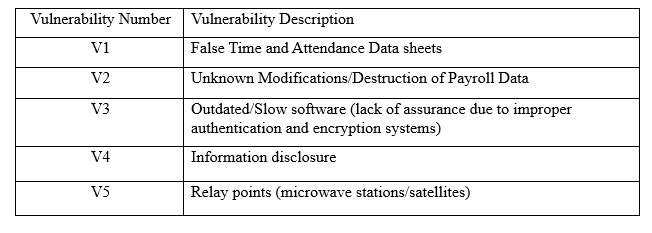 Vulnerability Number Vulnerability Description
V1 False Time and Attendance Data sheets
V2 Unknown Modifications/Destruction of Payroll Data
V3 Outdated/Slow software (lack of assurance due to improper
authentication and encryption systems)
V4 Information disclosure
V5 Relay points (microwave stations/satellites)